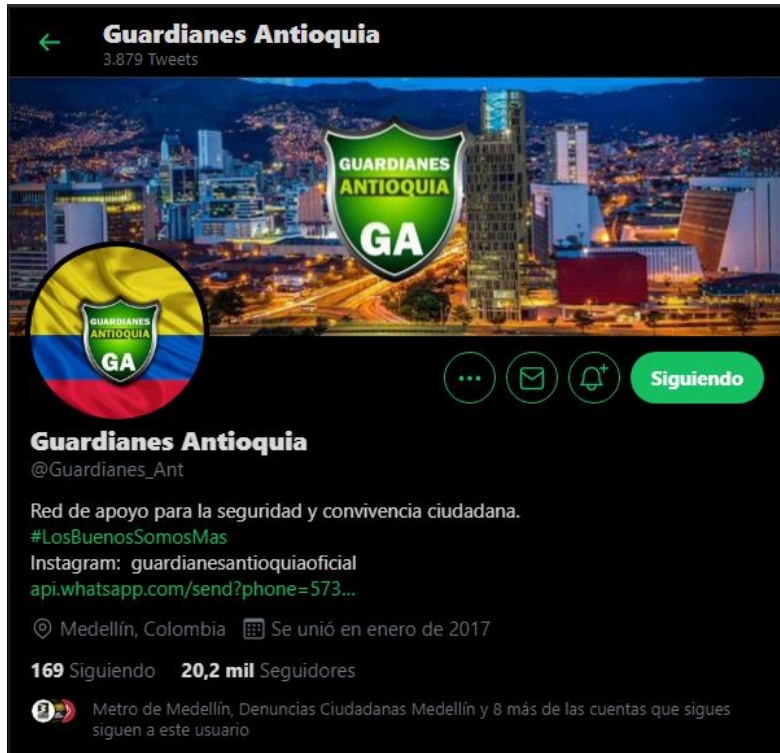 Guardianes Antioquia
3.879 Tweets
GUARDIANES
ANTIOQUIA
GA
GUARDIANES
ANTIOQUIA
GA
Siguiendo
Guardianes Antioquia
@Guardianes_Ant
Red de apoyo para la seguridad y convivencia ciudadana.
#LosBuenosSomosMas
Instagram: guardianesantioquiaoficial
api.whatsapp.com/send?phone=573...
Medellín, Colombia Se unió en enero de 2017
169 Siguiendo 20,2 mil Seguidores
Metro de Medellín, Denuncias Ciudadanas Medellín y 8 más de las cuentas que sigues
siguen a este usuario